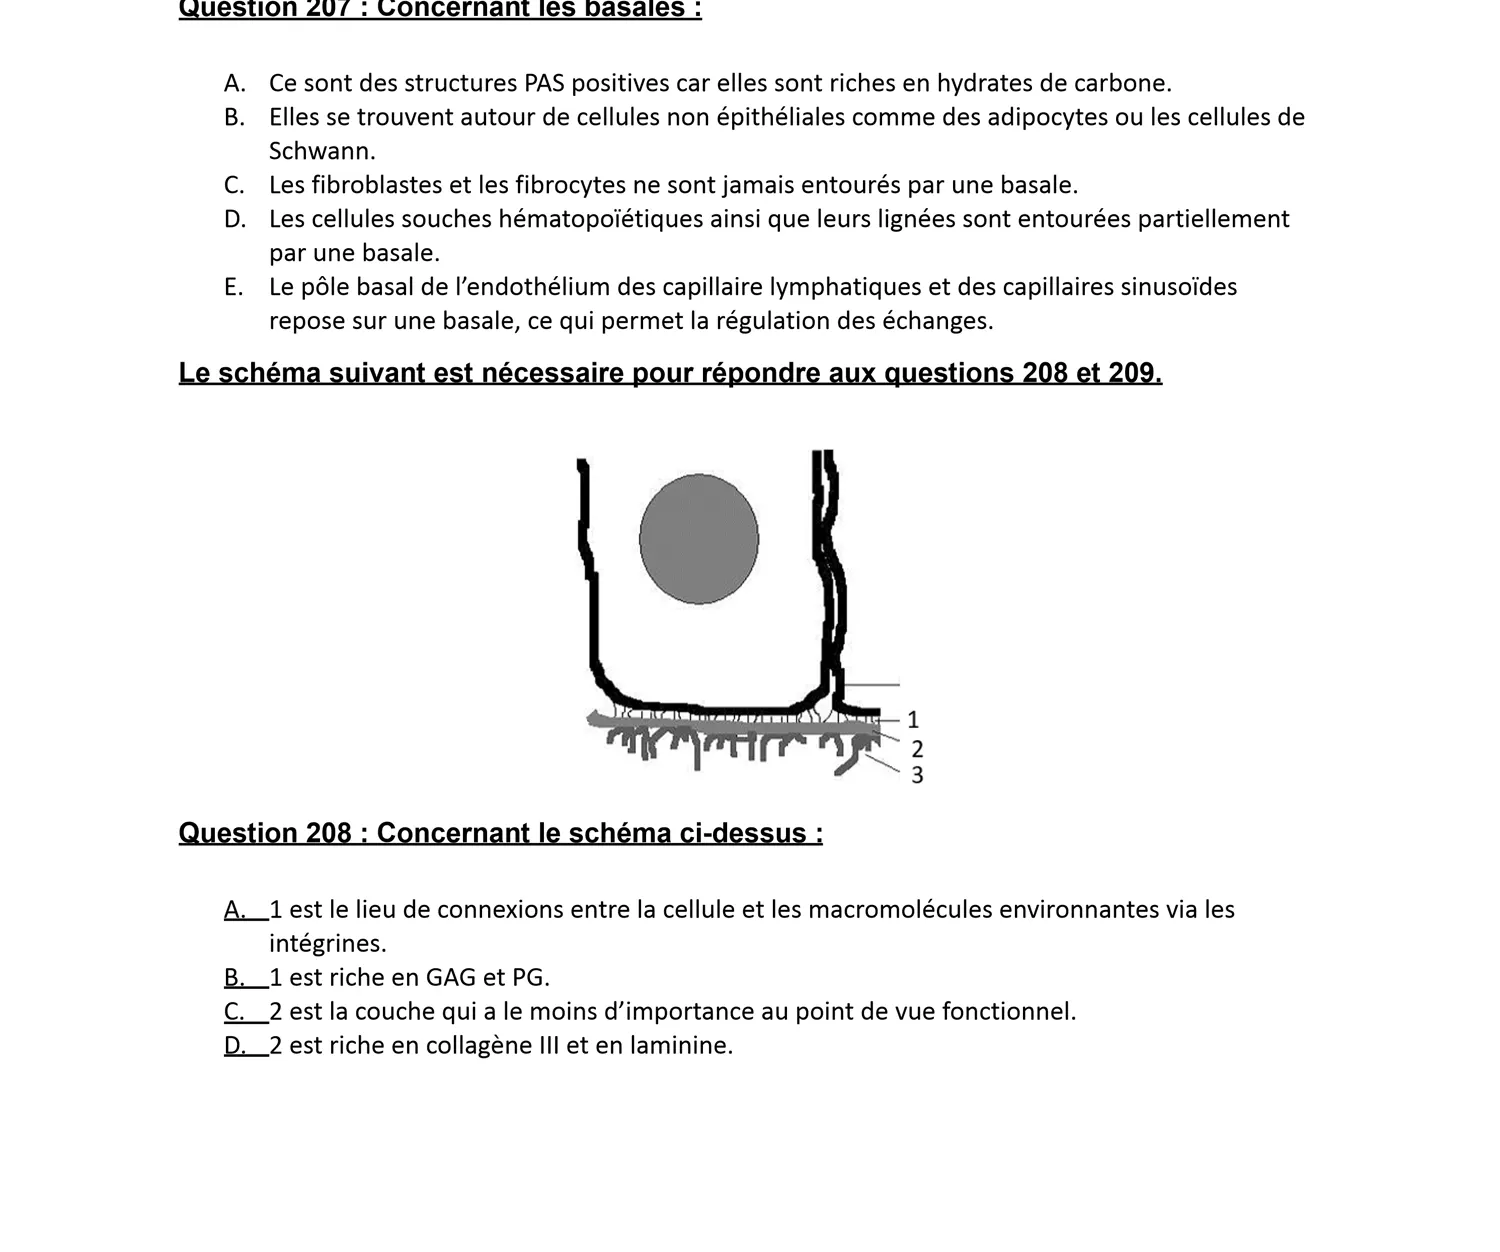 Question 207 : Concernant les basales :
A. Ce sont des structures PAS positives car elles sont riches en hydrates de carbone.
B. Elles se trouvent autour de cellules non épithéliales comme des adipocytes ou les cellules de
Schwann.
C. Les fibroblastes et les fibrocytes ne sont jamais entourés par une basale.
D. Les cellules souches hématopoïétiques ainsi que leurs lignées sont entourées partiellement
par une basale.
E. Le pôle basal de l’endothélium des capillaire lymphatiques et des capillaires sinusoïdes
repose sur une basale, ce qui permet la régulation des échanges.
Le schéma suivant est nécessaire pour répondre aux questions 208 et 209.
1
2
3
Question 208 : Concernant le schéma ci-dessus :
A. 1 est le lieu de connexions entre la cellule et les macromolécules environnantes via les
intégrines.
B. 1 est riche en GAG et PG.
C. 2 est la couche qui a le moins d’importance au point de vue fonctionnel.
D. 2 est riche en collagène III et en laminine.